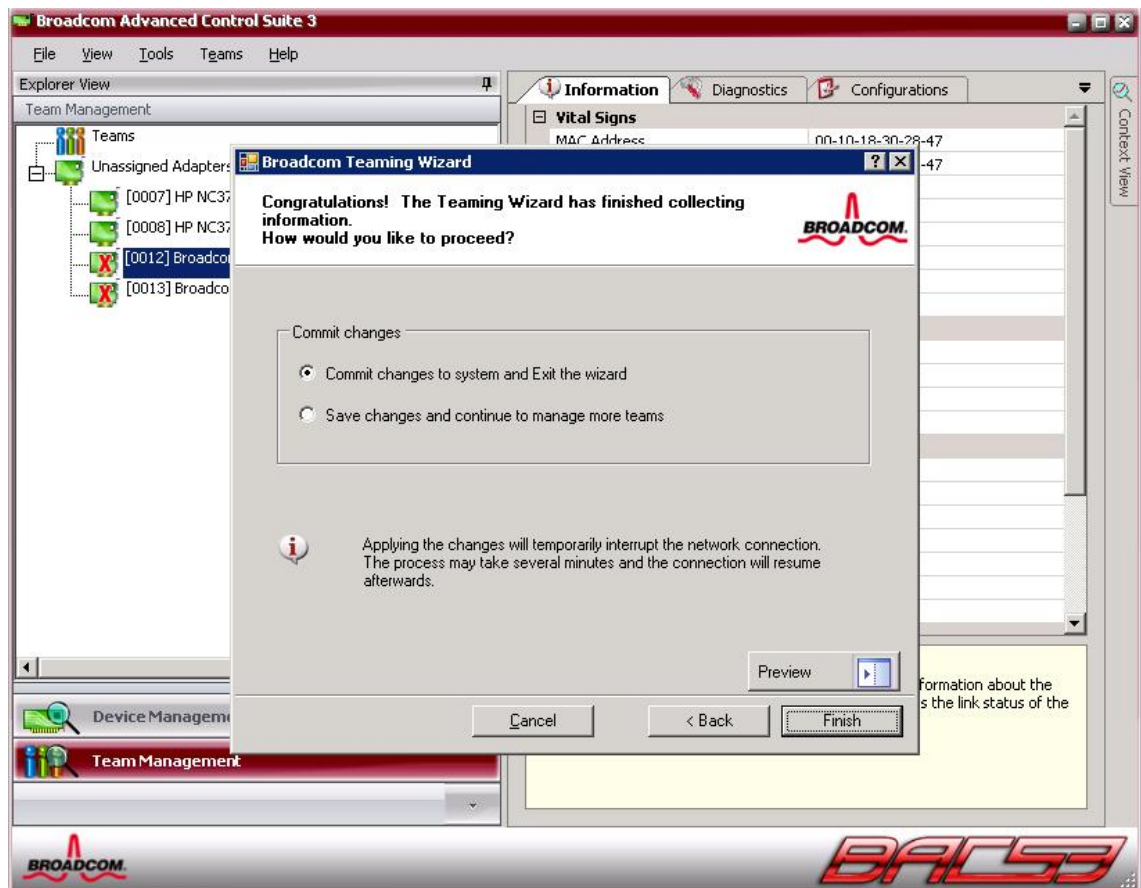 Broadcom Advanced Control Suite 3
File View Tools Teams Help
Explorer View
Team Management
Teams
Unassigned Adapters
[0007] HP NC37
[0008] HP NC37
[0012] Broadco
[0013] Broadco
Device Managem
Team Management
Information Diagnostics Configurations
Vital Signs
MAC Address 00-10-18-30-28-47
-47
Context View
Broadcom Teaming Wizard
Congratulations! The Teaming Wizard has finished collecting
information.
How would you like to proceed?
BROADCOM.
Commit changes
Commit changes to system and Exit the wizard
Save changes and continue to manage more teams
Applying the changes will temporarily interrupt the network connection.
The process may take several minutes and the connection will resume
afterwards.
Preview
Cancel < Back Finish
formation about the
s the link status of the
BROADCOM.
BACS3